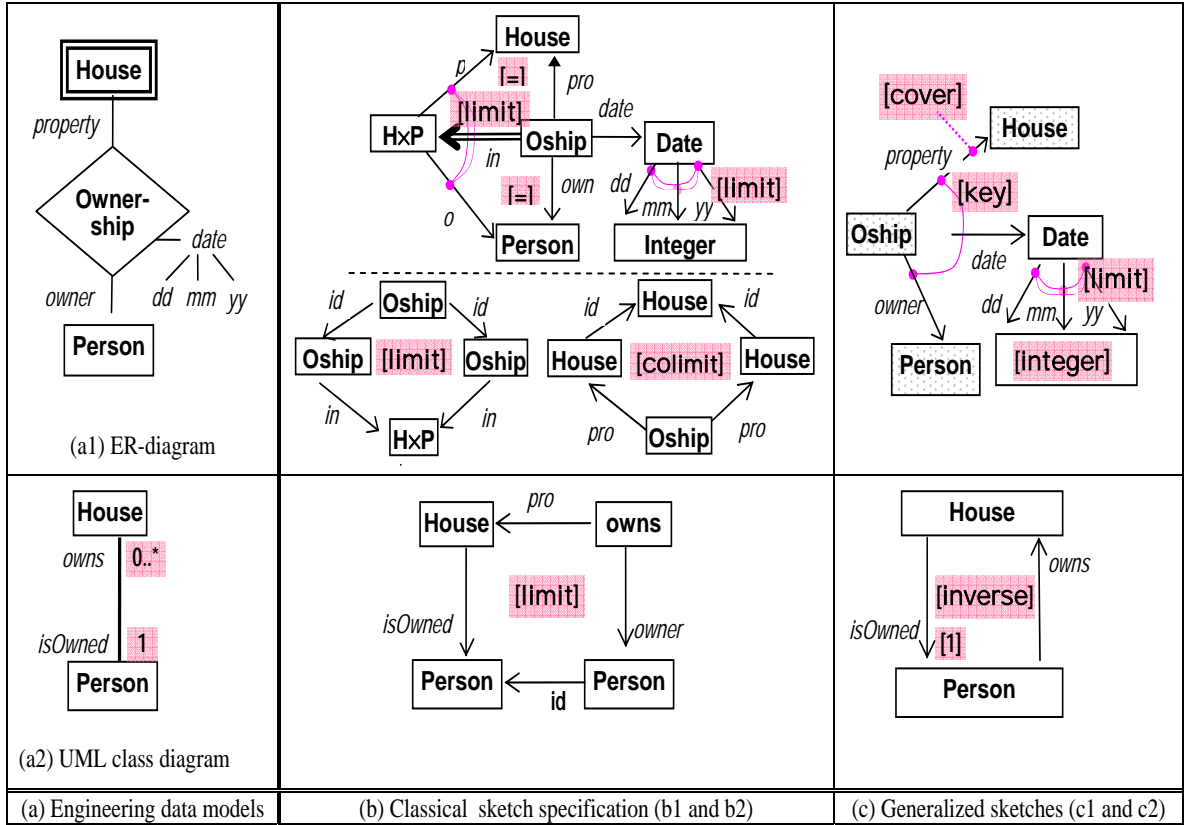 House
property
Owner-
ship
date
dd mm yy
owner
Person
(a1) ER-diagram
House
p
[=]
pro
[limit]
date
H×P
Oship
Date
in
own
dd
mm
yy
[limit]
[=]
o
Person
Integer
id
Oship
id
Oship
[limit]
Oship
in
in
H×P
id
House
id
House
[colimit]
House
pro
Oship
pro
[cover]
House
property
[key]
Oship
date
Date
owner
dd
mm
yy
[limit]
Person
[integer]
House
owns
0..*
isOwned
1
Person
(a2) UML class diagram
House
pro
owns
[limit]
isOwned
owner
Person
id
Person
House
owns
[inverse]
isOwned
[1]
Person
(a) Engineering data models
(b) Classical sketch specification (b1 and b2)
(c) Generalized sketches (c1 and c2)